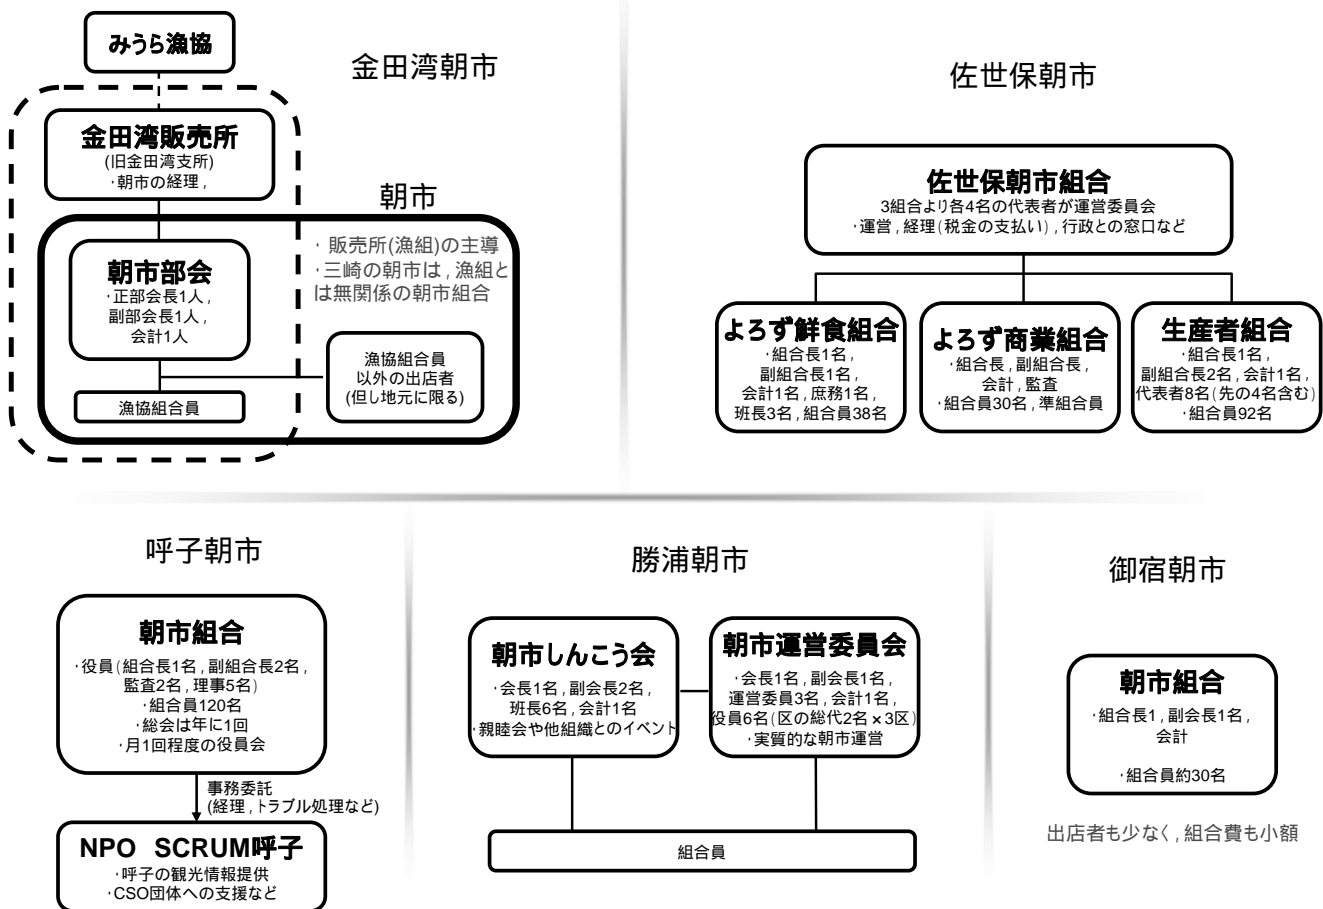 みうら漁協
金田湾朝市
金田湾販売所
(旧金田湾支所)
・朝市の経理，
朝市
朝市部会
・正部会長1人，
副部会長1人，
会計1人
漁協組合員
・販売所(漁組)の主導
・三崎の朝市は，漁組と
は無関係の朝市組合
漁協組合員
以外の出店者
(但し地元に限る)
佐世保朝市
佐世保朝市組合
3組合より各4名の代表者が運営委員会
・運営，経理(税金の支払い)，行政との窓口など
よろず鮮食組合
・組合長1名，
副組合長1名，
会計1名，庶務1名，
班長3名，組合員38名
よろず商業組合
・組合長，副組合長，
会計，監査
・組合員30名，準組合員
生産者組合
・組合長1名，
副組合長2名，会計1名，
代表者8名(先の4名含む)
・組合員92名
呼子朝市
朝市組合
・役員(組合長1名，副組合長2名，
監査2名，理事5名)
・組合員120名
・総会は年に1回
・月1回程度の役員会
事務委託
(経理，トラブル処理など)
NPO　SCRUM呼子
・呼子の観光情報提供
・CSO団体への支援など
勝浦朝市
朝市しんこう会
・会長1名，副会長2名，
班長6名，会計1名
・親睦会や他組織とのイベント
朝市運営委員会
・会長1名，副会長1名，
運営委員3名，会計1名，
役員6名(区の総代2名×3区)
・実質的な朝市運営
組合員
御宿朝市
朝市組合
・組合長1，副会長1名，
会計
・組合員約30名
出店者も少なく，組合費も小額